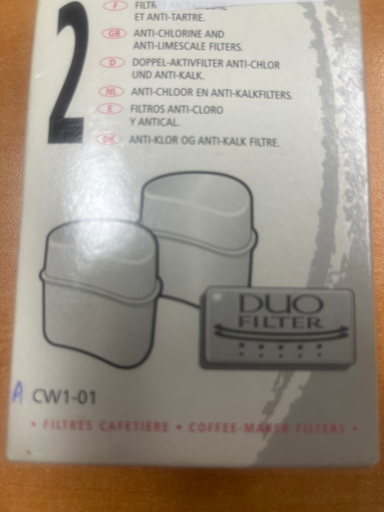 2
F FILTR
ET ANTI-TARTRE.
GB ANTI-CHLORINE AND
ANTI-LIMESCALE FILTERS.
D DOPPEL-AKTIVFILTER ANTI-CHLOR
UND ANTI-KALK.
NL ANTI-CHLOOR EN ANTI-KALKFILTERS.
E FILTROS ANTI-CLORO
Y ANTICAL.
DK ANTI-KLOR OG ANTI-KALK FILTRE.
DUO
FILTER
A CW1-01
• FILTRES CAFETIÈRE • COFFEE-MAKER FILTERS •